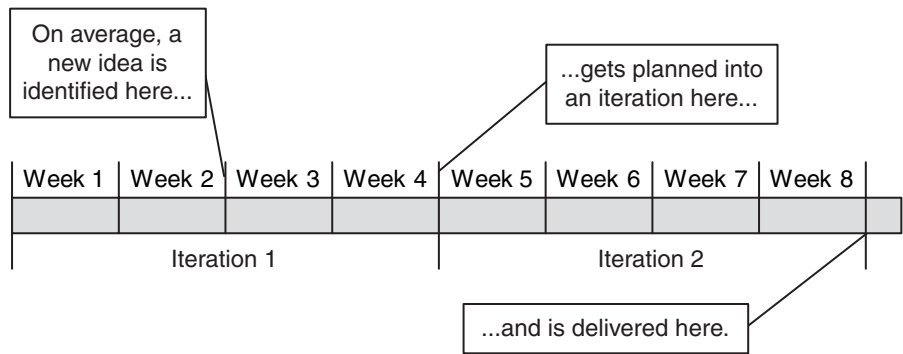 On average, a
new idea is
identified here...
...gets planned into
an iteration here...
Week 1 Week 2 Week 3 Week 4 Week 5 Week 6 Week 7 Week 8
Iteration 1 Iteration 2
...and is delivered here.